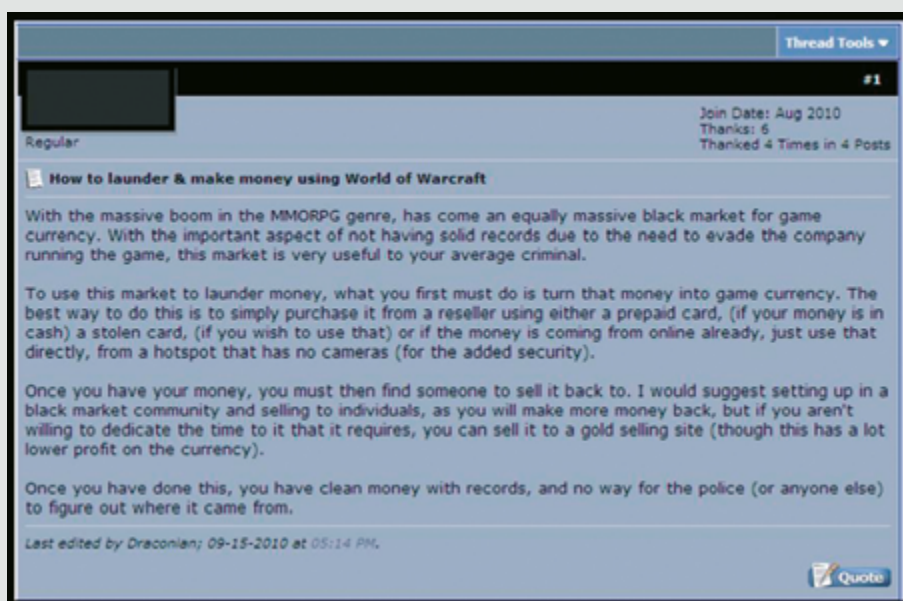 Thread Tools
#1
Regular
Join Date: Aug 2010
Thanks: 6
Thanked 4 Times in 4 Posts
How to launder & make money using World of Warcraft
With the massive boom in the MMORPG genre, has come an equally massive black market for game
currency. With the important aspect of not having solid records due to the need to evade the company
running the game, this market is very useful to your average criminal.
To use this market to launder money, what you first must do is turn that money into game currency. The
best way to do this is to simply purchase it from a reseller using either a prepaid card, (if your money is in
cash) a stolen card, (if you wish to use that) or if the money is coming from online already, just use that
directly, from a hotspot that has no cameras (for the added security).
Once you have your money, you must then find someone to sell it back to. I would suggest setting up in a
black market community and selling to individuals, as you will make more money back, but if you aren't
willing to dedicate the time to it that it requires, you can sell it to a gold selling site (though this has a lot
lower profit on the currency).
Once you have done this, you have clean money with records, and no way for the police (or anyone else)
to figure out where it came from.
Last edited by Draconian; 09-15-2010 at 05:14 PM.
Quote